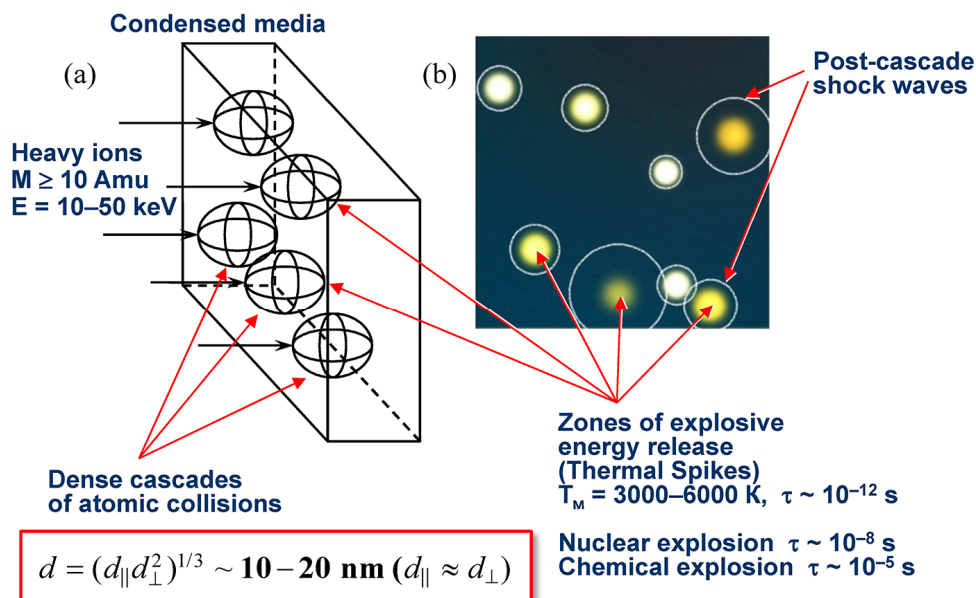 Condensed media
(a)
(b)
Post-cascade
shock waves
Heavy ions
M ≥ 10 Amu
E = 10–50 keV
Zones of explosive
energy release
(Thermal Spikes)
Tм = 3000–6000 К, τ ~ 10⁻¹² s
Dense cascades
of atomic collisions
Nuclear explosion τ ~ 10⁻⁸ s
Chemical explosion τ ~ 10⁻⁵ s
d = (d∥d⊥²)^1/3 ~ 10 – 20 nm (d∥ ≈ d⊥)